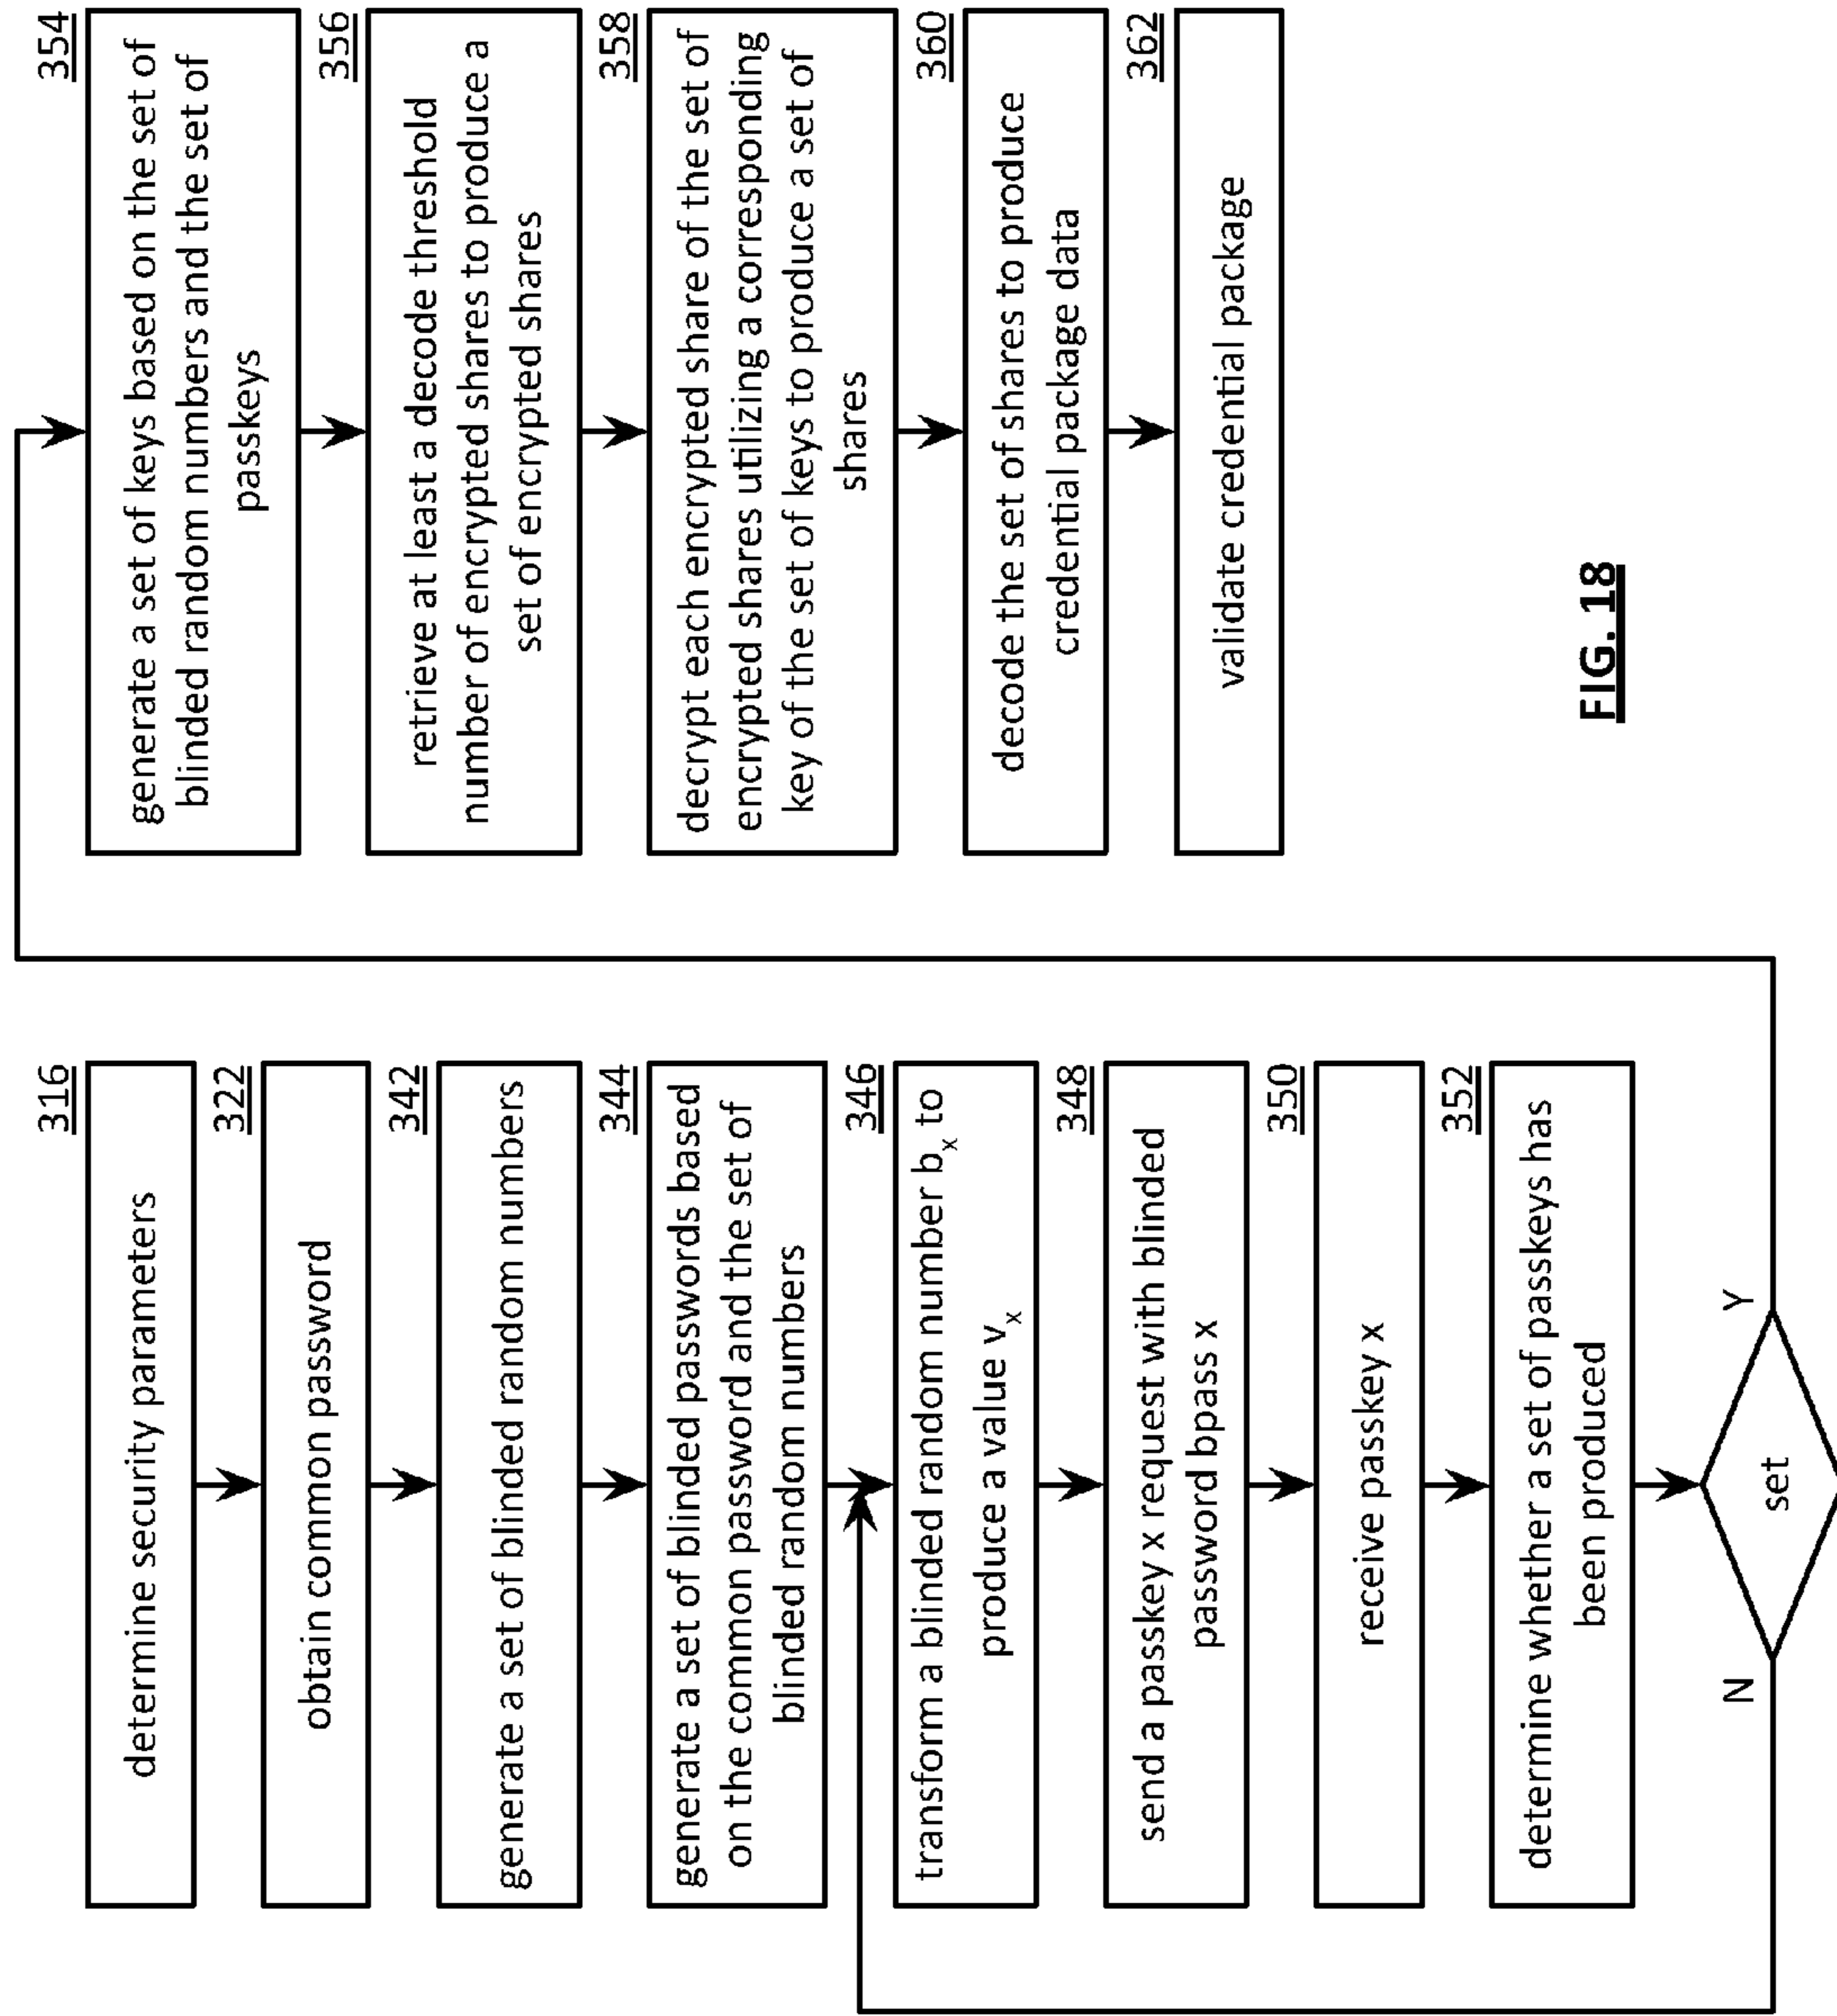 316
determine security parameters
322
obtain common password
342
generate a set of blinded random numbers
344
generate a set of blinded passwords based
on the common password and the set of
blinded random numbers
346
transform a blinded random number bₓ to
produce a value vₓ
348
send a passkey x request with blinded
password bpass x
350
receive passkey x
352
determine whether a set of passkeys has
been produced
set
N
Y
354
generate a set of keys based on the set of
blinded random numbers and the set of
passkeys
356
retrieve at least a decode threshold
number of encrypted shares to produce a
set of encrypted shares
358
decrypt each encrypted share of the set of
encrypted shares utilizing a corresponding
key of the set of keys to produce a set of
shares
360
decode the set of shares to produce
credential package data
362
validate credential package
FIG. 18